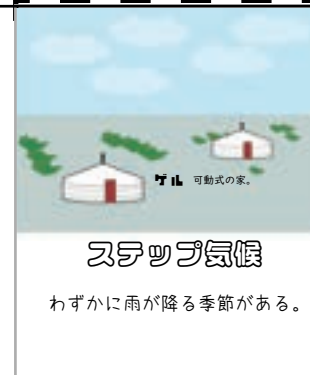 ゲル 可動式の家。
ステップ気候
わずかに雨が降る季節がある。